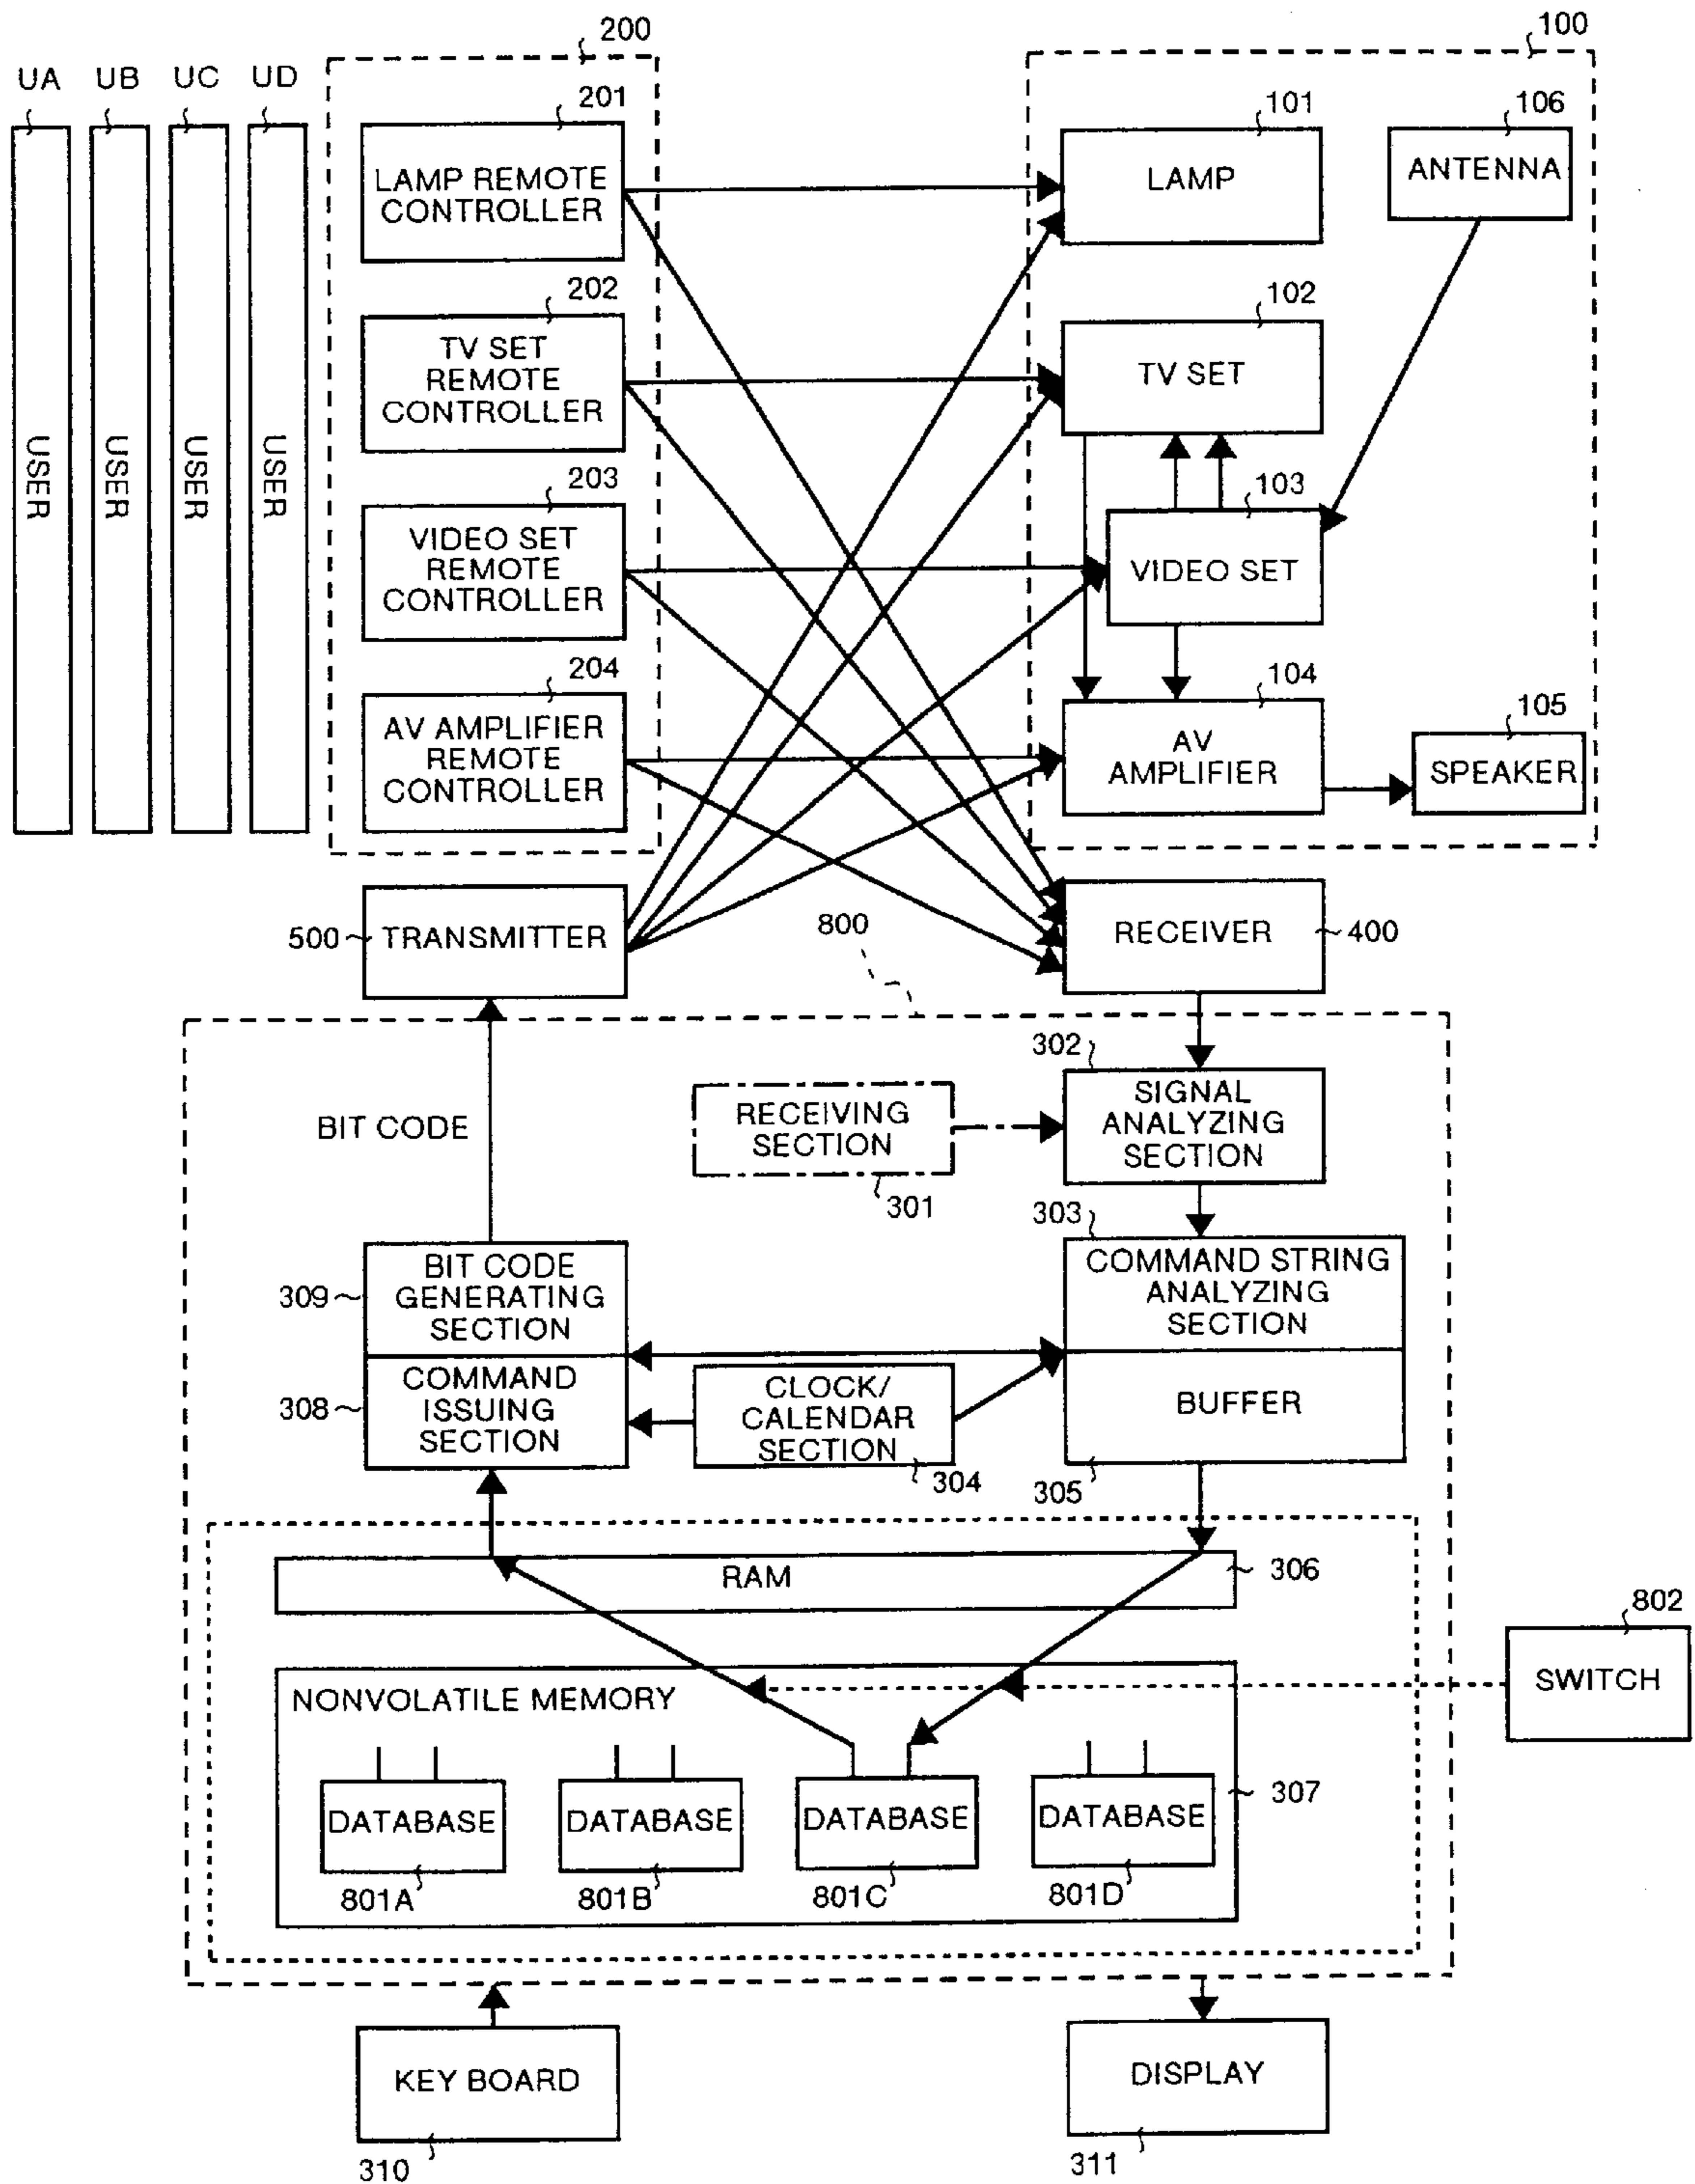 200
100
UA UB UC UD
201
101
106
LAMP REMOTE
CONTROLLER
LAMP
ANTENNA
202
102
TV SET
REMOTE
CONTROLLER
TV SET
USER
USER
USER
USER
203
103
VIDEO SET
REMOTE
CONTROLLER
VIDEO SET
204
104
105
AV AMPLIFIER
REMOTE
CONTROLLER
AV
AMPLIFIER
SPEAKER
500
TRANSMITTER
800
RECEIVER
400
302
BIT CODE
RECEIVING
SECTION
301
SIGNAL
ANALYZING
SECTION
303
309
BIT CODE
GENERATING
SECTION
COMMAND STRING
ANALYZING
SECTION
308
COMMAND
ISSUING
SECTION
CLOCK/
CALENDAR
SECTION
304
BUFFER
305
RAM
306
802
SWITCH
NONVOLATILE MEMORY
307
DATABASE
DATABASE
DATABASE
DATABASE
801A
801B
801C
801D
KEY BOARD
DISPLAY
310
311